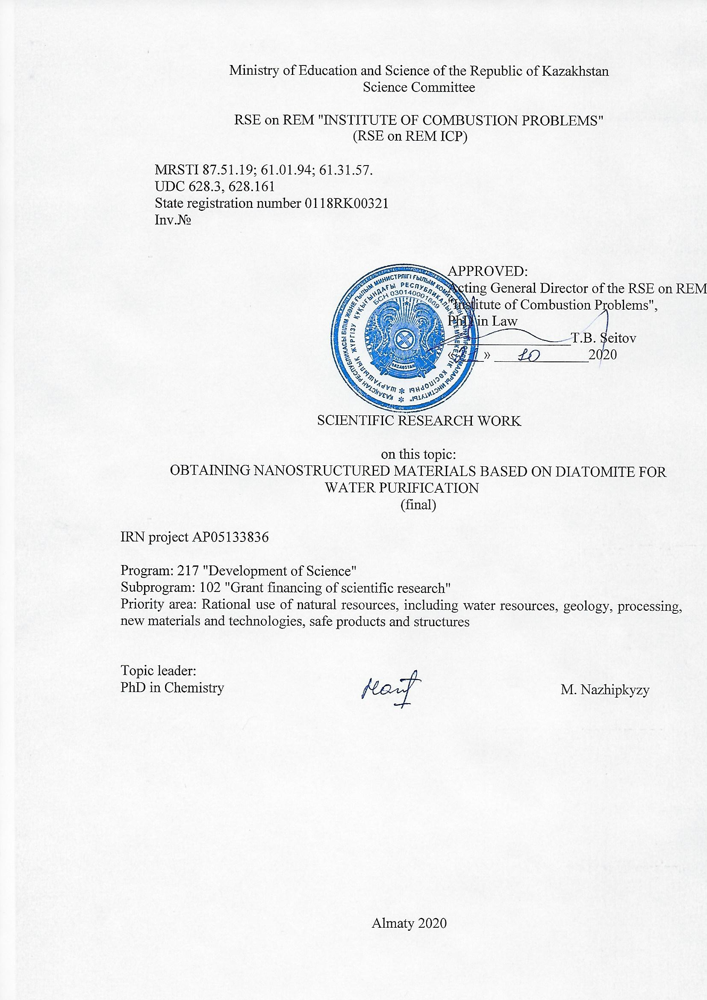 Ministry of Education and Science of the Republic of Kazakhstan
Science Committee
RSE on REM "INSTITUTE OF COMBUSTION PROBLEMS"
(RSE on REM ICP)
MRSTI 87.51.19; 61.01.94; 61.31.57.
UDC 628.3, 628.161
State registration number 0118RK00321
Inv.№
APPROVED:
Acting General Director of the RSE on REM
"Institute of Combustion Problems",
PhD in Law
T.B. Seitov
« » 10 2020
ҚАЗАҚСТАН РЕСПУБЛИКАСЫ БІЛІМ ЖӘНЕ ҒЫЛЫМ МИНИСТРЛІГІ ҒЫЛЫМ КОМИТЕТІНІҢ ПРОБЛЕМАЛАРЫ ИНСТИТУТЫ"
ШАРУАШЫЛЫҚ ЖҮРГІЗУ ҚҰҚЫҒЫНДАҒЫ РЕСПУБЛИКАЛЫҚ МЕМЛЕКЕТТІК КӘСІПОРНЫ
БСН 030140001869
QAZAQSTAN
SCIENTIFIC RESEARCH WORK
on this topic:
OBTAINING NANOSTRUCTURED MATERIALS BASED ON DIATOMITE FOR
WATER PURIFICATION
(final)
IRN project AP05133836
Program: 217 "Development of Science"
Subprogram: 102 "Grant financing of scientific research"
Priority area: Rational use of natural resources, including water resources, geology, processing,
new materials and technologies, safe products and structures
Topic leader:
PhD in Chemistry
M. Nazhipkyzy
Almaty 2020